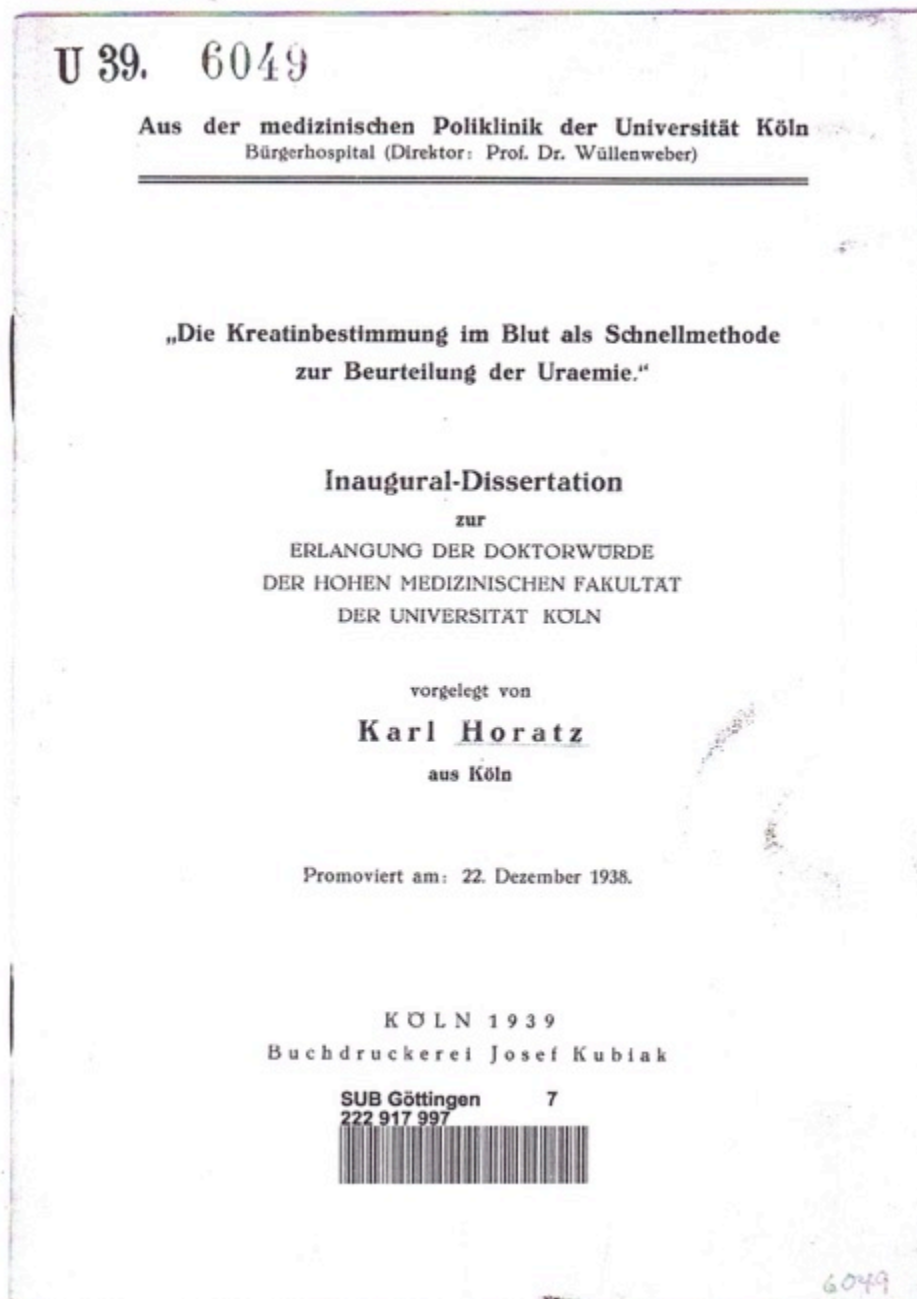 U 39. 6049
Aus der medizinischen Poliklinik der Universität Köln
Bürgerhospital (Direktor: Prof. Dr. Wüllenweber)
„Die Kreatinbestimmung im Blut als Schnellmethode
zur Beurteilung der Uraemie.“
Inaugural-Dissertation
zur
ERLANGUNG DER DOKTORWÜRDE
DER HOHEN MEDIZINISCHEN FAKULTÄT
DER UNIVERSITÄT KÖLN
vorgelegt von
Karl Horatz
aus Köln
Promoviert am: 22. Dezember 1938.
KÖLN 1939
Buchdruckerei Josef Kubiak
SUB Göttingen 7
222 917 997
6049